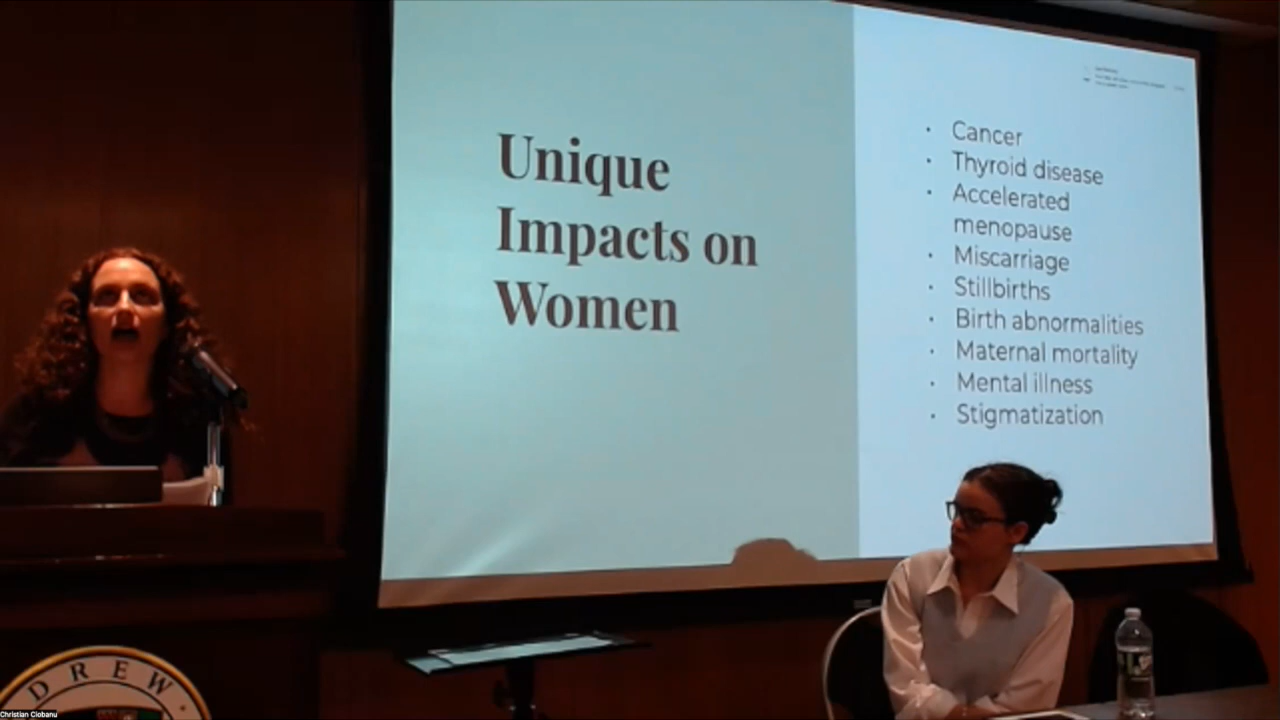 Unique
Impacts on
Women
• Cancer
• Thyroid disease
• Accelerated
menopause
• Miscarriage
• Stillbirths
• Birth abnormalities
• Maternal mortality
• Mental illness
• Stigmatization
DREW
Christian Ciobanu